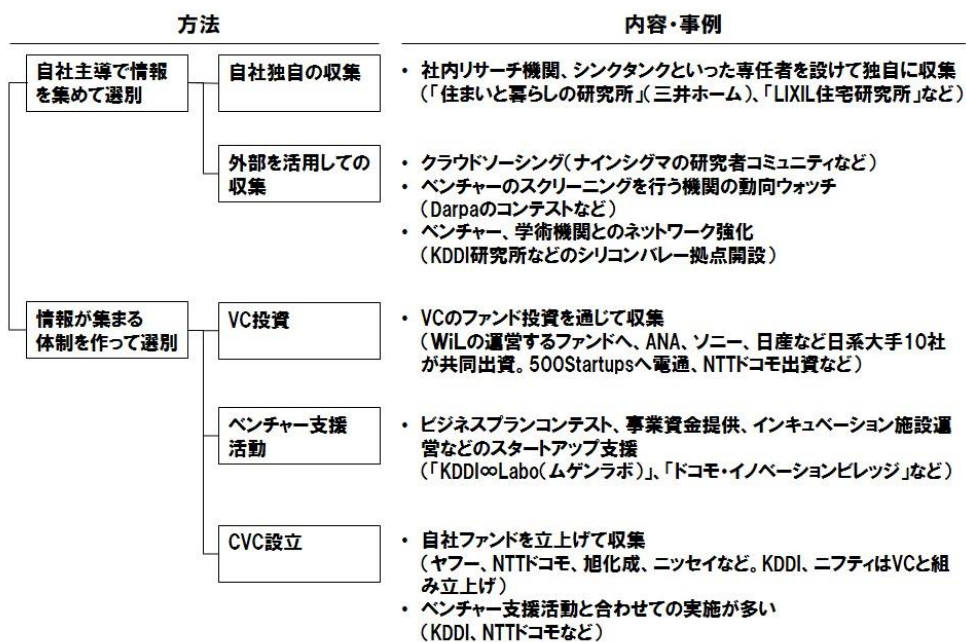 方法
内容・事例
自社主導で情報
を集めて選別
自社独自の収集
• 社内リサーチ機関、シンクタンクといった専任者を設けて独自に収集
(「住まいと暮らしの研究所」(三井ホーム)、「LIXIL住宅研究所」など)
外部を活用しての
収集
• クラウドソーシング(ナインシグマの研究者コミュニティなど)
• ベンチャーのスクリーニングを行う機関の動向ウォッチ
(Darpaのコンテストなど)
• ベンチャー、学術機関とのネットワーク強化
(KDDI研究所などのシリコンバレー拠点開設)
情報が集まる
体制を作って選別
VC投資
• VCのファンド投資を通じて収集
(WiLの運営するファンドへ、ANA、ソニー、日産など日系大手10社
が共同出資。500Startupsへ電通、NTTドコモ出資など)
ベンチャー支援
活動
• ビジネスプランコンテスト、事業資金提供、インキュベーション施設運
営などのスタートアップ支援
(「KDDI∞Labo(ムゲンラボ)」、「ドコモ・イノベーションビレッジ」など)
CVC設立
• 自社ファンドを立上げて収集
(ヤフー、NTTドコモ、旭化成、ニッセイなど。KDDI、ニフティはVCと組
み立上げ)
• ベンチャー支援活動と合わせての実施が多い
(KDDI、NTTドコモなど)